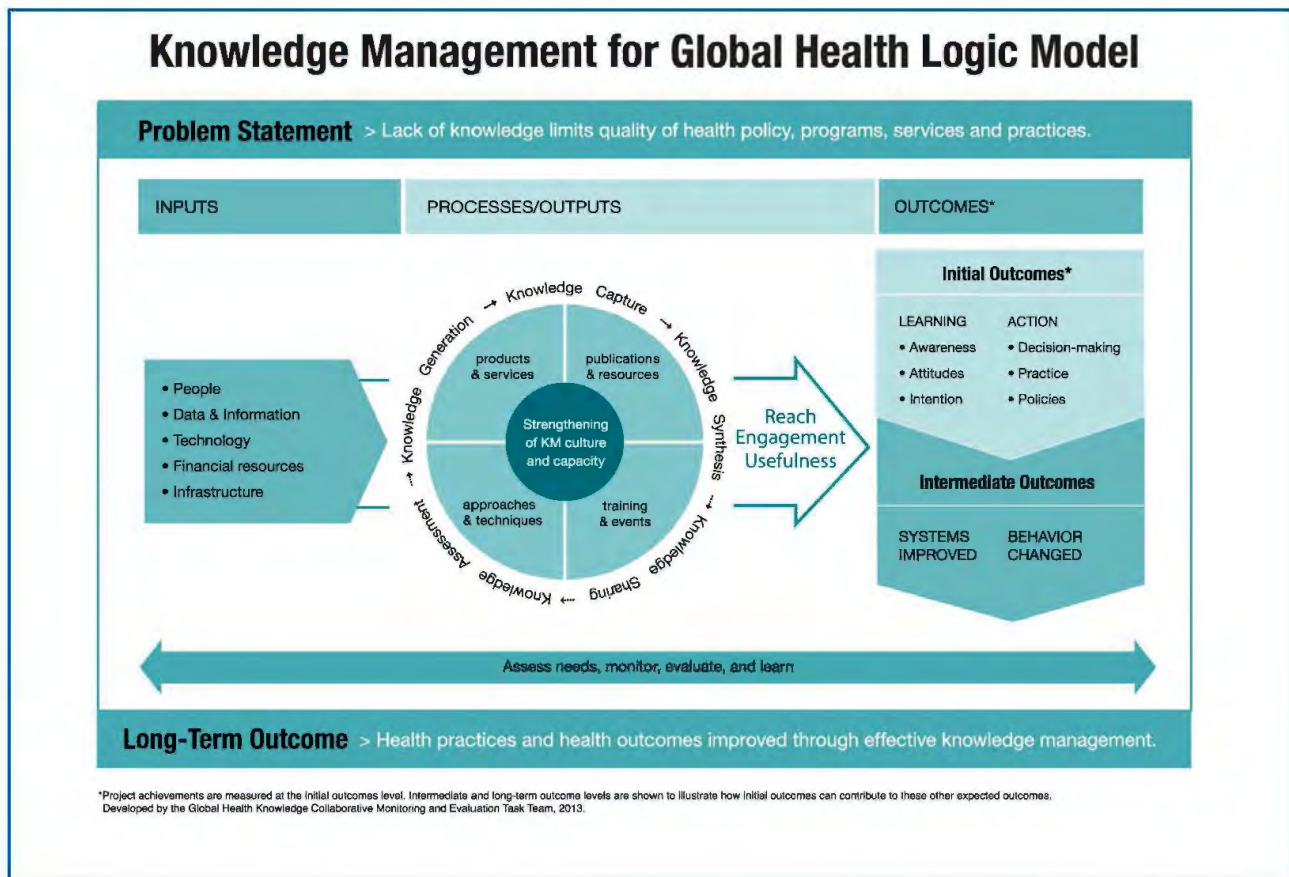 Knowledge Management for Global Health Logic Model
Problem Statement > Lack of knowledge limits quality of health policy, programs, services and practices.
INPUTS
PROCESSES/OUTPUTS
OUTCOMES*
• People
• Data & Information
• Technology
• Financial resources
• Infrastructure
Knowledge Generation → Knowledge Capture → Knowledge Synthesis → Knowledge Sharing → Knowledge Assessment →
products
& services
publications
& resources
Strengthening
of KM culture
and capacity
approaches
& techniques
training
& events
Reach
Engagement
Usefulness
Initial Outcomes*
LEARNING
• Awareness
• Attitudes
• Intention
ACTION
• Decision-making
• Practice
• Policies
Intermediate Outcomes
SYSTEMS
IMPROVED
BEHAVIOR
CHANGED
Assess needs, monitor, evaluate, and learn
Long-Term Outcome > Health practices and health outcomes improved through effective knowledge management.
*Project achievements are measured at the initial outcomes level. Intermediate and long-term outcome levels are shown to illustrate how initial outcomes can contribute to these other expected outcomes.
Developed by the Global Health Knowledge Collaborative Monitoring and Evaluation Task Team, 2013.